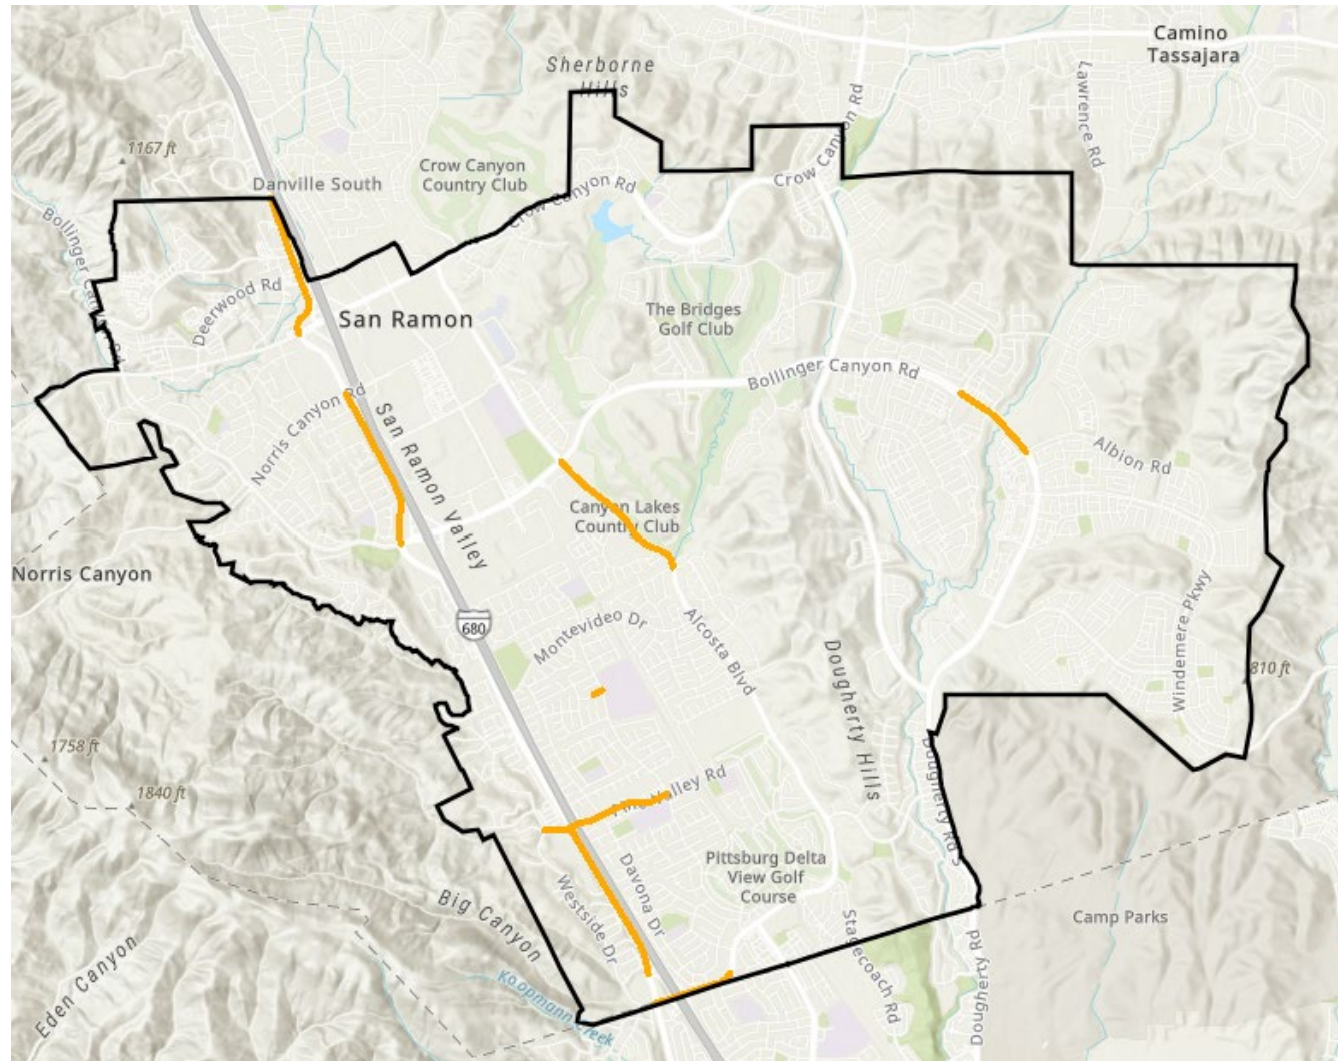 Camino
Tassajara
Sherborne
Hills
Lawrence Rd
Crow Canyon Rd
1167 ft
Crow Canyon
Country Club
Danville South
Crow Canyon Rd
Bollinger Canyon Rd
Deerwood Rd
San Ramon
The Bridges
Golf Club
Bollinger Canyon Rd
Norris Canyon Rd
San Ramon Valley
Albion Rd
Canyon Lakes
Country Club
Norris Canyon
680
Montevideo Dr
Alcosta Blvd
Windemere Pkwy
Dougherty Hills
810 ft
1758 ft
1840 ft
Pine Valley Rd
Dougherty Rd S
Pittsburg Delta
View Golf
Course
Davona Dr
Westside Dr
Big Canyon
Camp Parks
Stagecoach Rd
Dougherty Rd
Eden Canyon
Koopmann Creek